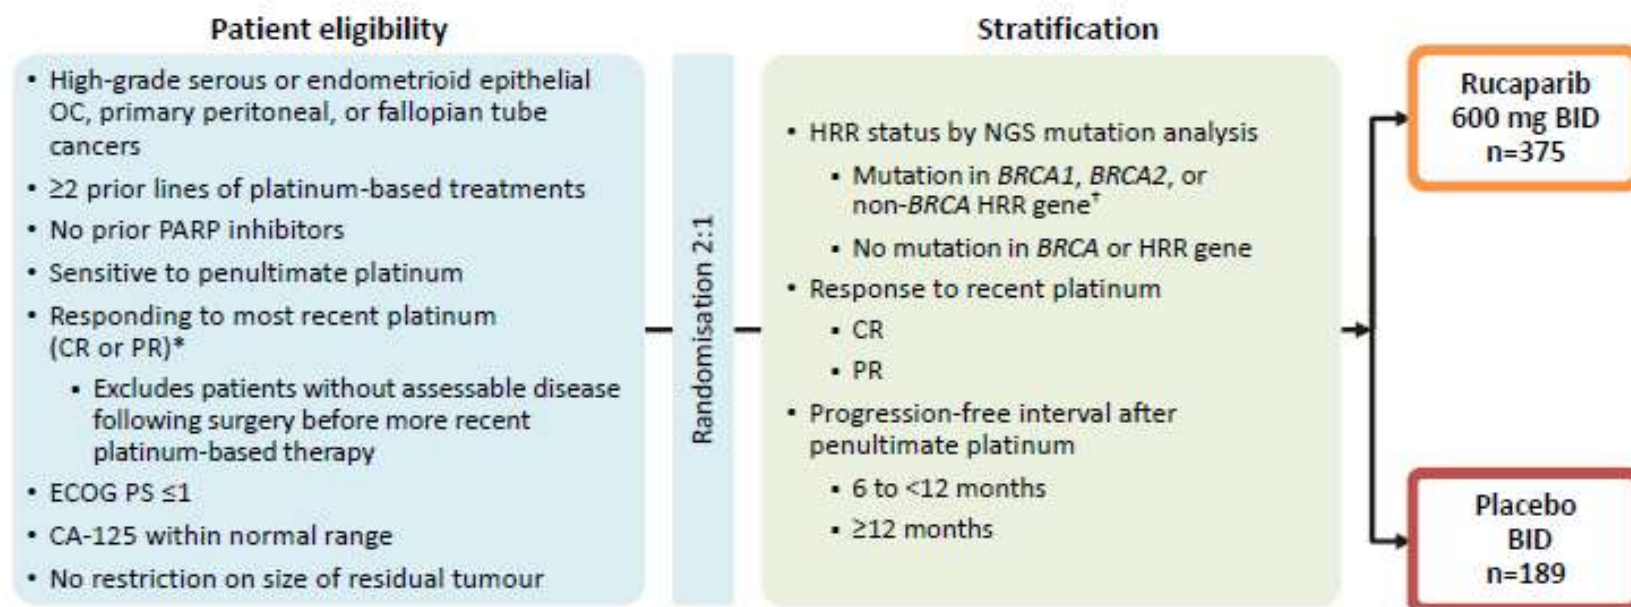 Patient eligibility
• High-grade serous or endometrioid epithelial
OC, primary peritoneal, or fallopian tube
cancers
• ≥2 prior lines of platinum-based treatments
• No prior PARP inhibitors
• Sensitive to penultimate platinum
• Responding to most recent platinum
(CR or PR)*
▪ Excludes patients without assessable disease
following surgery before more recent
platinum-based therapy
• ECOG PS ≤1
• CA-125 within normal range
• No restriction on size of residual tumour
Randomisation 2:1
Stratification
• HRR status by NGS mutation analysis
▪ Mutation in BRCA1, BRCA2, or
non-BRCA HRR gene†
▪ No mutation in BRCA or HRR gene
• Response to recent platinum
▪ CR
▪ PR
• Progression-free interval after
penultimate platinum
▪ 6 to <12 months
▪ ≥12 months
Rucaparib
600 mg BID
n=375
Placebo
BID
n=189